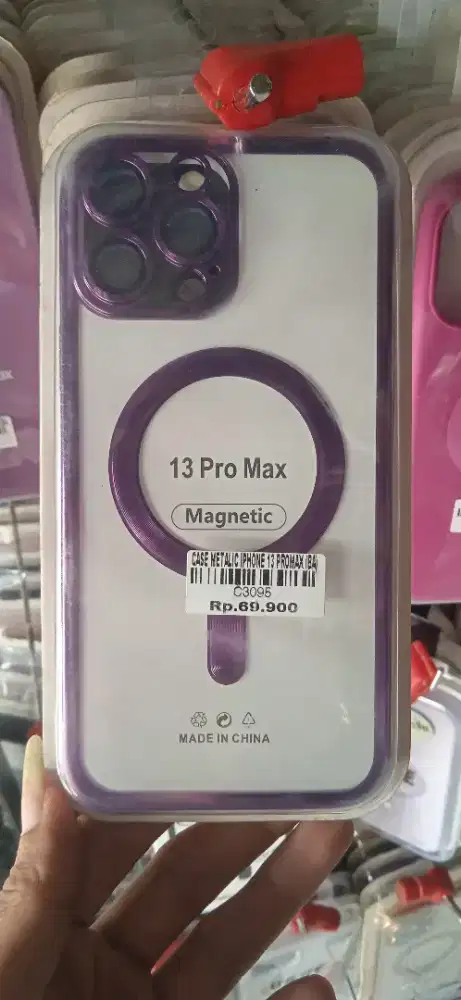 13 Pro Max
Magnetic
CASE METALIC IPHONE 13 PROMAX (BA)
C3095
Rp.69.900
MADE IN CHINA